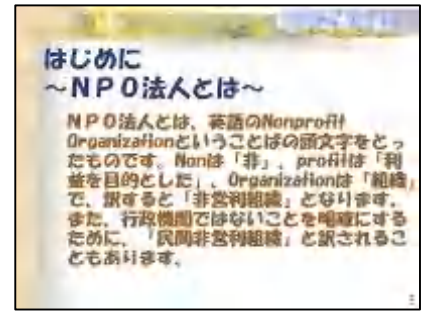 はじめに
～ＮＰＯ法人とは～
ＮＰＯ法人とは、英語のNonprofit
Organizationということばの頭文字をとっ
たものです。Nonは「非」、profitは「利
益を目的とした」、Organizationは「組織」
で、訳すると「非営利組織」となります。
また、行政機関ではないことを明確にする
ために、「民間非営利組織」と訳されるこ
ともあります。